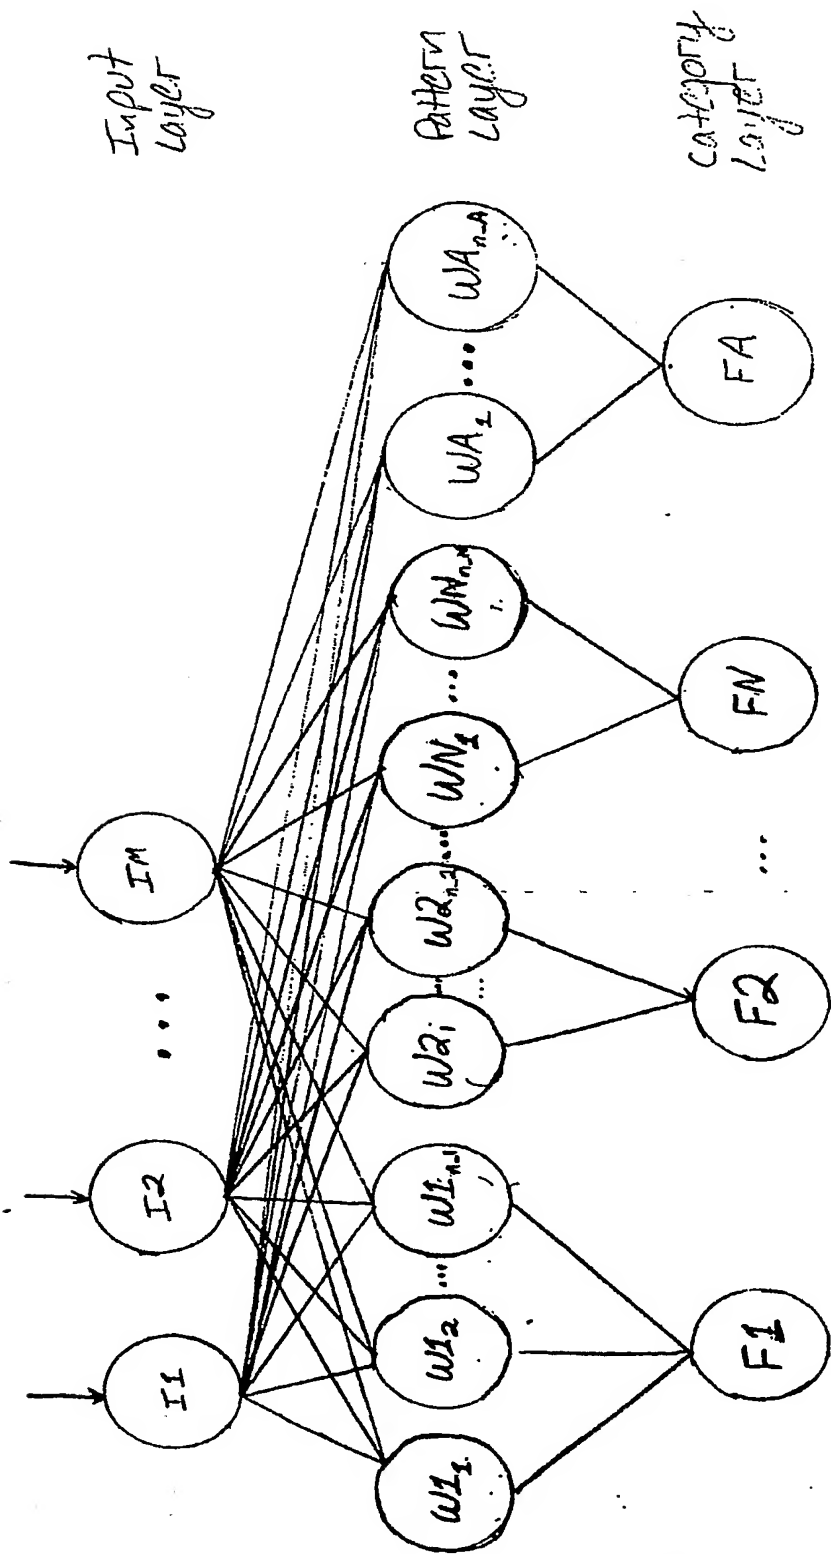 Input
Layer
I1
I2
...
IM
Pattern
Layer
W1₁
W1₂
...
W1ₙ₋₁
W2ᵢ
...
W2ₙ₋₂
...
WN₁
...
WNₙ₋N
WA₁
...
WAₙ₋A
Category
Layer
F1
F2
...
FN
FA